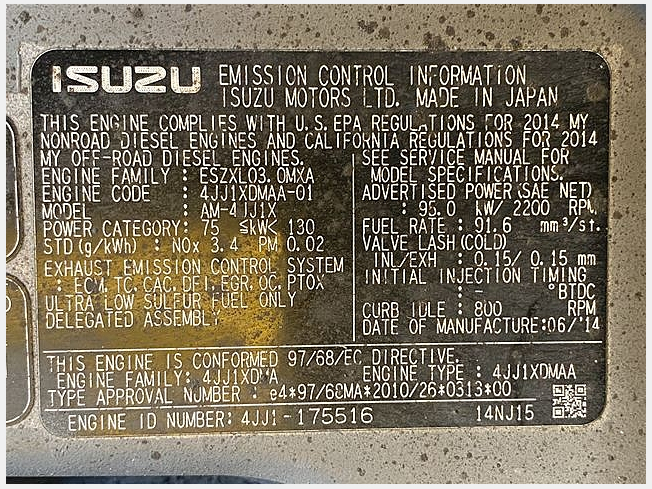 ISUZU EMISSION CONTROL INFORMATION
ISUZU MOTORS LTD. MADE IN JAPAN
THIS ENGINE COMPLIES WITH U.S. EPA REGULATIONS FOR 2014 MY
NONROAD DIESEL ENGINES AND CALIFORNIA REGULATIONS FOR 2014
MY OFF-ROAD DIESEL ENGINES.
ENGINE FAMILY : ESZXL03.0MXA
ENGINE CODE : 4JJ1XDMAA-01
MODEL : AM-4JJ1X
POWER CATEGORY: 75 ≤kW< 130
STD (g/kWh) : NOx 3.4 PM 0.02
EXHAUST EMISSION CONTROL SYSTEM
: ECM, TC, CAC, DFI, EGR, OC, PTOX
ULTRA LOW SULFUR FUEL ONLY
DELEGATED ASSEMBLY
SEE SERVICE MANUAL FOR
MODEL SPECIFICATIONS.
ADVERTISED POWER(SAE NET)
: 95.0 kW/ 2200 RPM
FUEL RATE : 91.6 mm³/st.
VALVE LASH(COLD)
INL/EXH : 0.15/ 0.15 mm
INITIAL INJECTION TIMING
: - °BTDC
CURB IDLE : 800 RPM
DATE OF MANUFACTURE:06/'14
THIS ENGINE IS CONFORMED 97/68/EC DIRECTIVE.
ENGINE FAMILY: 4JJ1XDMA ENGINE TYPE : 4JJ1XDMAA
TYPE APPROVAL NUMBER : e4*97/68MA*2010/26*0313*00
ENGINE ID NUMBER: 4JJ1-175516 14NJ15